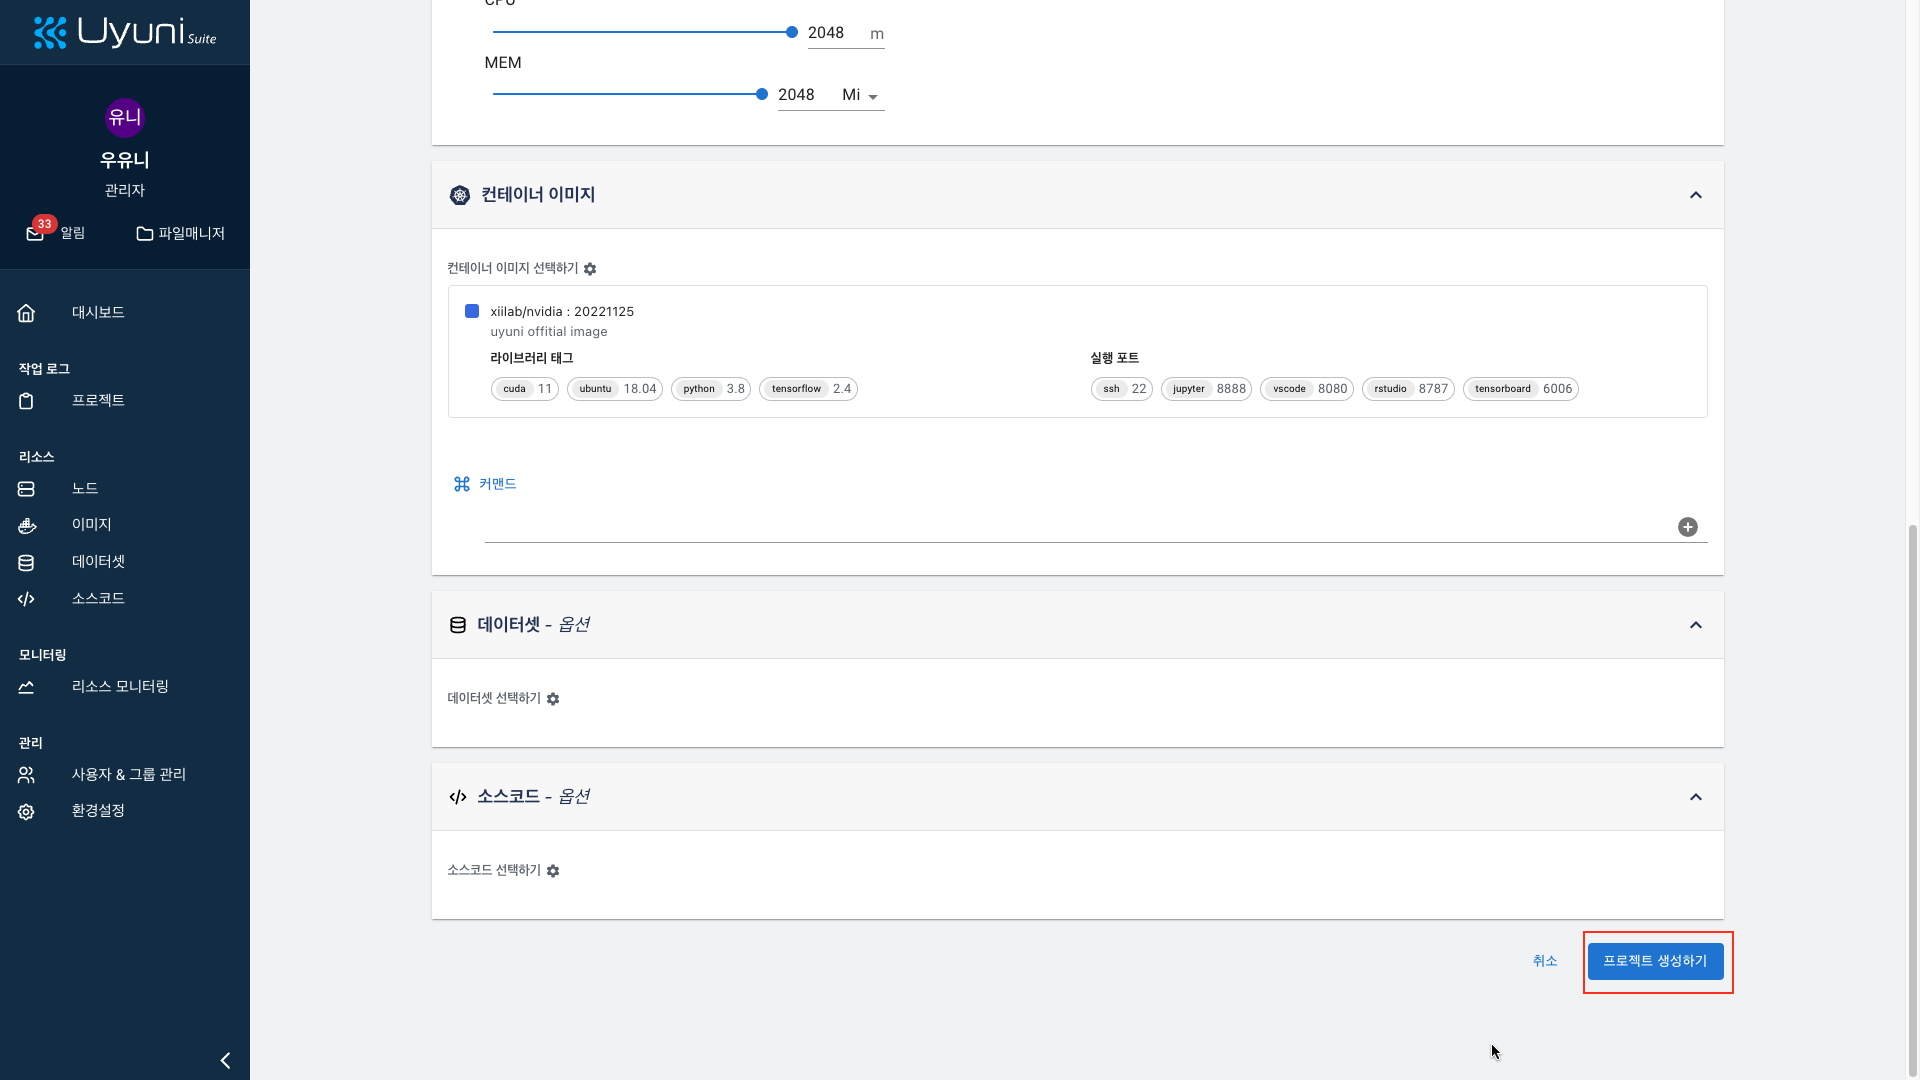 Uyuni Suite
유니
우유니
관리자
33
알림
파일매니저
대시보드
작업 로그
프로젝트
리소스
노드
이미지
데이터셋
소스코드
모니터링
리소스 모니터링
관리
사용자 & 그룹 관리
환경설정
CPU
2048 m
MEM
2048 Mi
컨테이너 이미지
컨테이너 이미지 선택하기
xiilab/nvidia : 20221125
uyuni offitial image
라이브러리 태그
cuda 11 ubuntu 18.04 python 3.8 tensorflow 2.4
실행 포트
ssh 22 jupyter 8888 vscode 8080 rstudio 8787 tensorboard 6006
커맨드
데이터셋 - 옵션
데이터셋 선택하기
소스코드 - 옵션
소스코드 선택하기
취소
프로젝트 생성하기